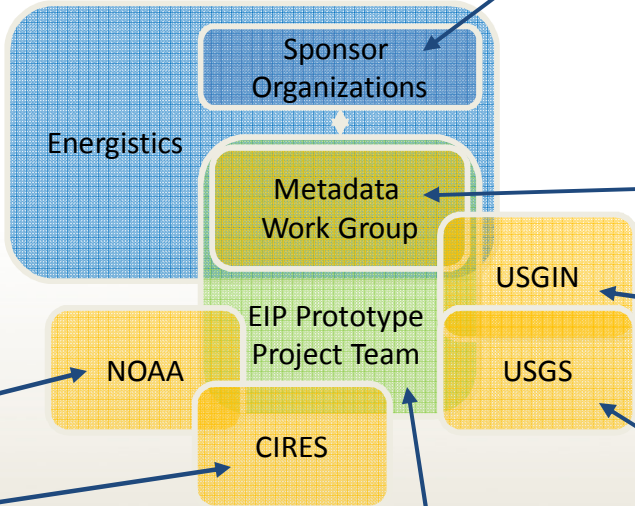 Sponsor
Organizations
Energistics
Metadata
Work Group
USGIN
EIP Prototype
Project Team
NOAA
USGS
CIRES